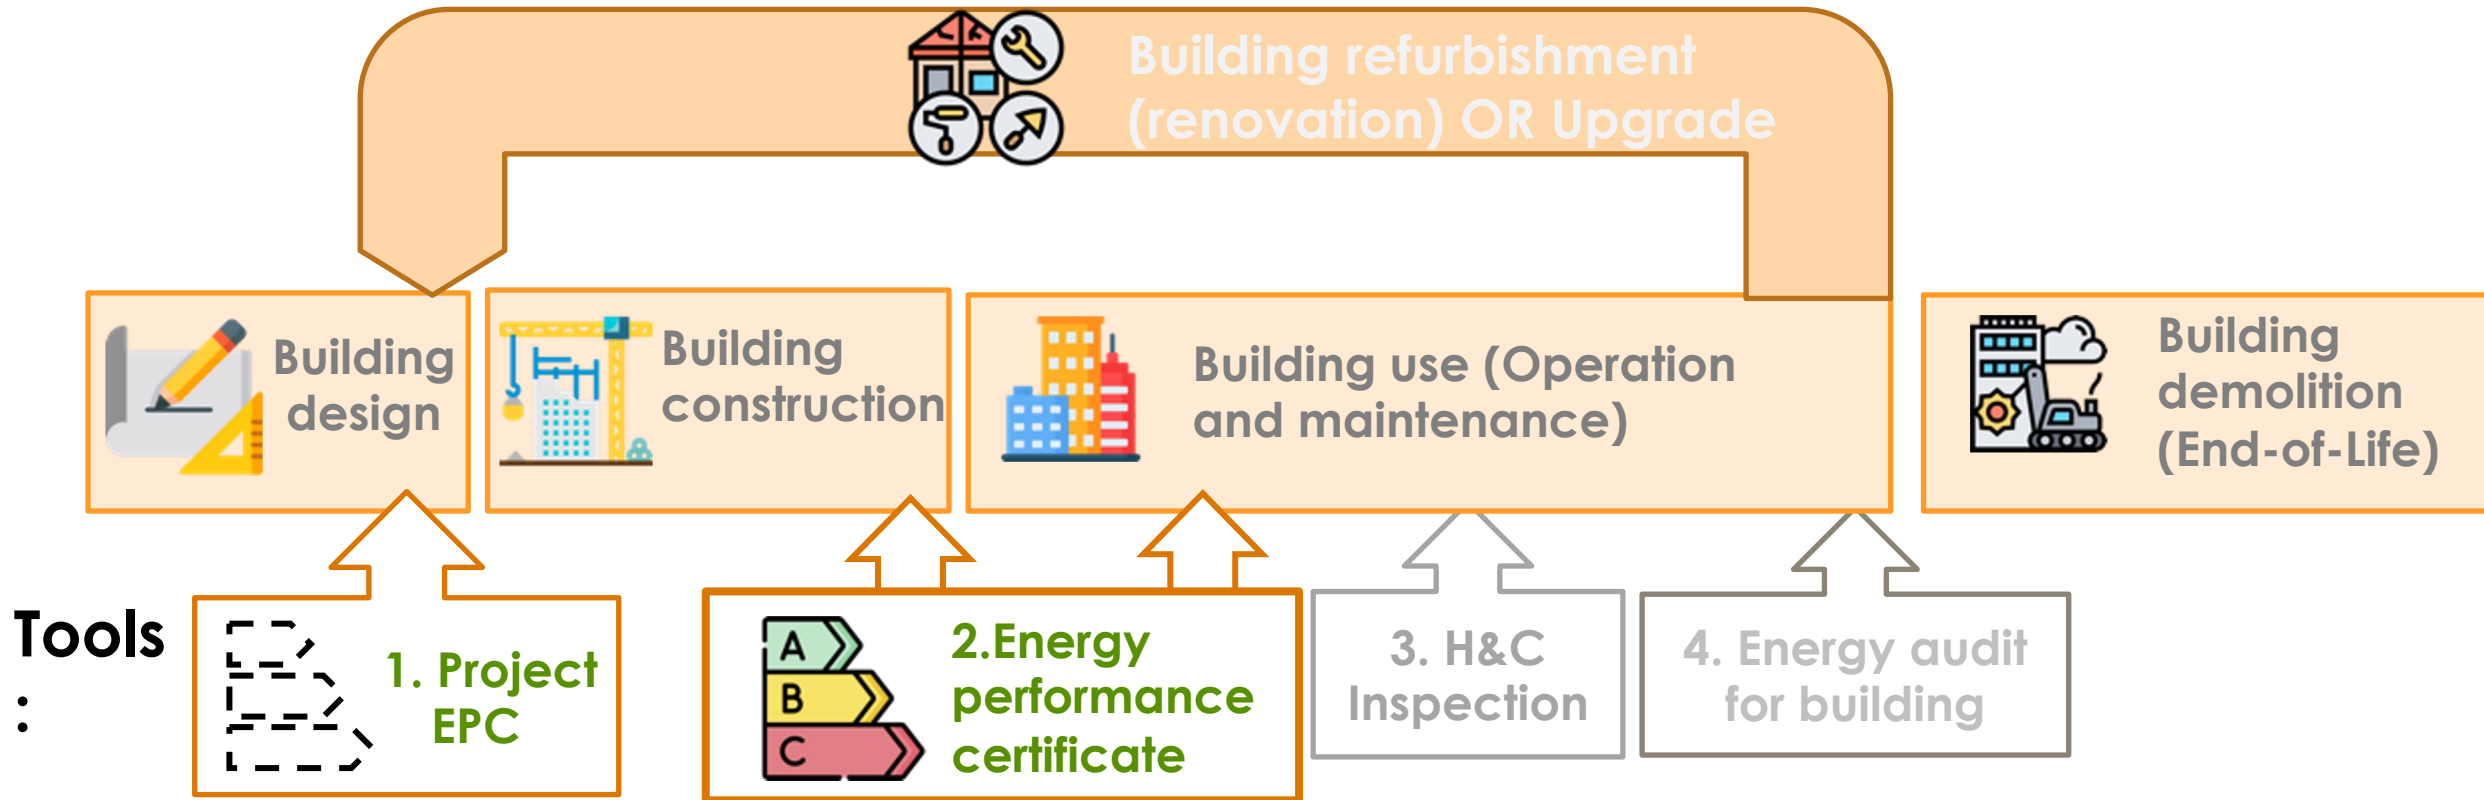 Building refurbishment
(renovation) OR Upgrade
Building
design
Building
construction
Building use (Operation
and maintenance)
Building
demolition
(End-of-Life)
Tools
:
1. Project
EPC
A
B
C
2.Energy
performance
certificate
3. H&C
Inspection
4. Energy audit
for building